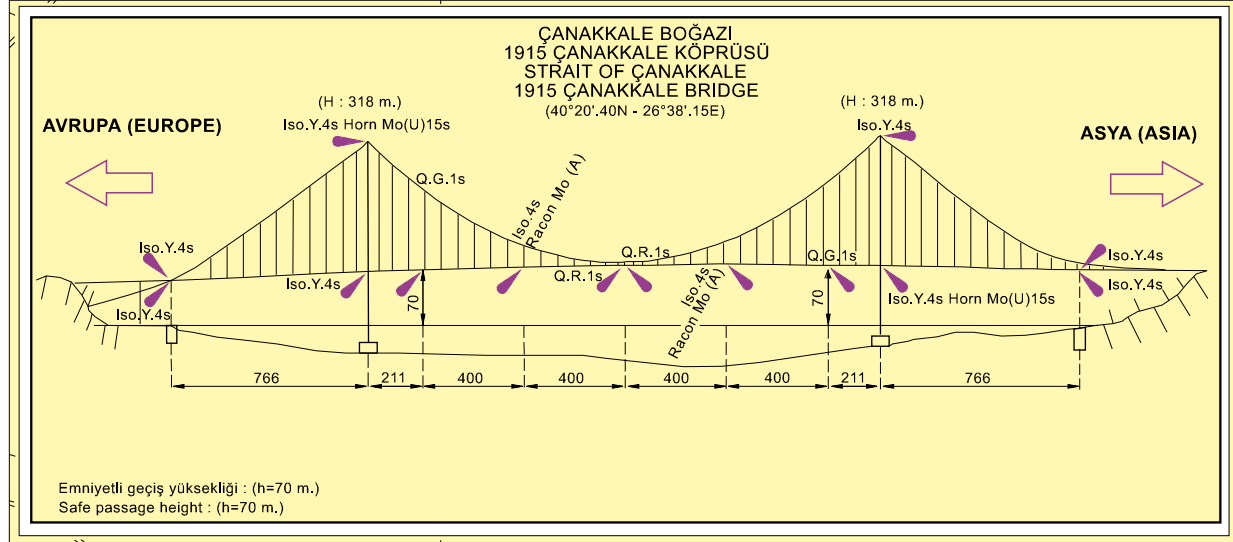 ÇANAKKALE BOĞAZI
1915 ÇANAKKALE KÖPRÜSÜ
STRAIT OF ÇANAKKALE
1915 ÇANAKKALE BRIDGE
(40°20'.40N - 26°38'.15E)
AVRUPA (EUROPE)
(H : 318 m.)
Iso.Y.4s Horn Mo(U)15s
(H : 318 m.)
Iso.Y.4s
ASYA (ASIA)
Q.G.1s
Iso.4s
Racon Mo (A)
Iso.Y.4s
Q.R.1s
Q.G.1s
Iso.Y.4s
Iso.Y.4s
Q.R.1s
Iso.4s
Racon Mo (A)
Iso.Y.4s
Iso.Y.4s
70
70
Iso.Y.4s Horn Mo(U)15s
766
211
400
400
400
400
211
766
Emniyetli geçiş yüksekliği : (h=70 m.)
Safe passage height : (h=70 m.)